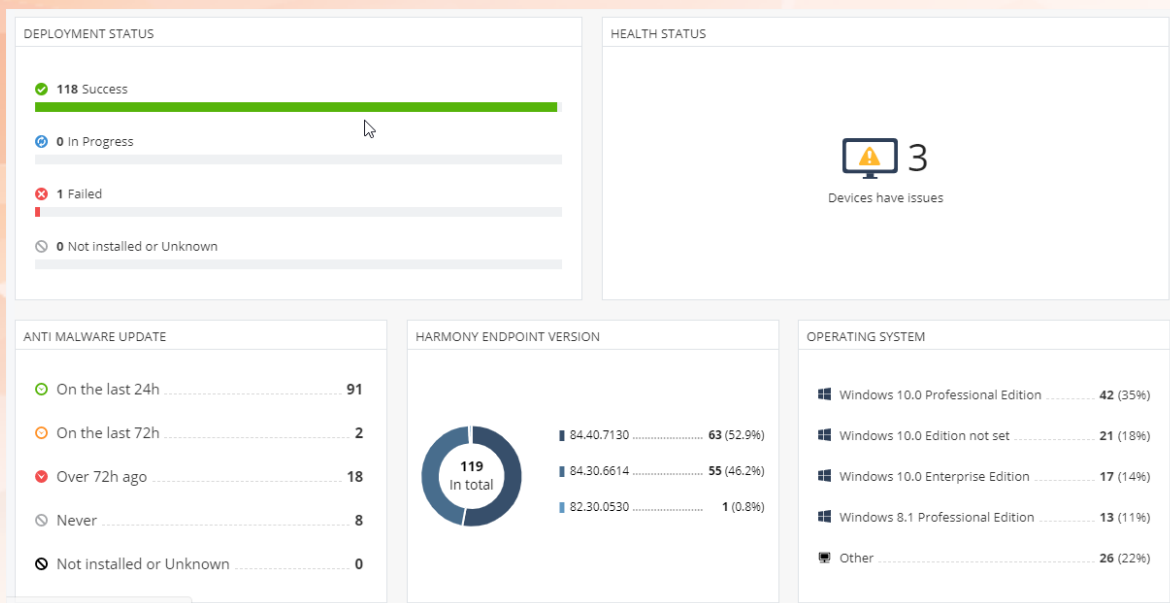 DEPLOYMENT STATUS
118 Success
0 In Progress
1 Failed
0 Not installed or Unknown
HEALTH STATUS
3
Devices have issues
ANTI MALWARE UPDATE
On the last 24h 91
On the last 72h 2
Over 72h ago 18
Never 8
Not installed or Unknown 0
HARMONY ENDPOINT VERSION
119
In total
84.40.7130 63 (52.9%)
84.30.6614 55 (46.2%)
82.30.0530 1 (0.8%)
OPERATING SYSTEM
Windows 10.0 Professional Edition 42 (35%)
Windows 10.0 Edition not set 21 (18%)
Windows 10.0 Enterprise Edition 17 (14%)
Windows 8.1 Professional Edition 13 (11%)
Other 26 (22%)